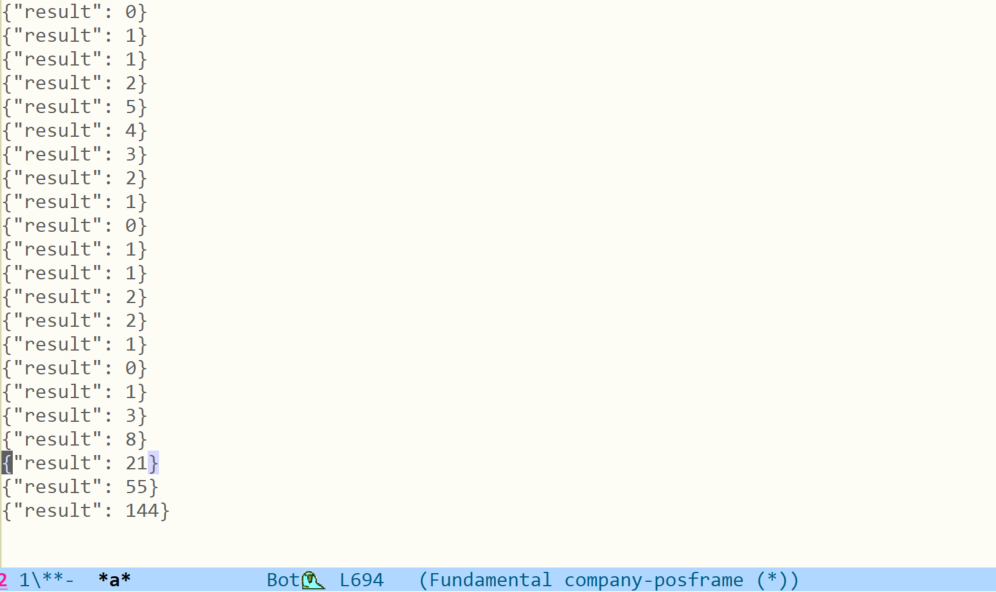 {"result": 0}
{"result": 1}
{"result": 1}
{"result": 2}
{"result": 5}
{"result": 4}
{"result": 3}
{"result": 2}
{"result": 1}
{"result": 0}
{"result": 1}
{"result": 1}
{"result": 2}
{"result": 2}
{"result": 1}
{"result": 0}
{"result": 1}
{"result": 3}
{"result": 8}
{"result": 21}
{"result": 55}
{"result": 144}
2 1\**- *a* Bot L694 (Fundamental company-posframe (*))